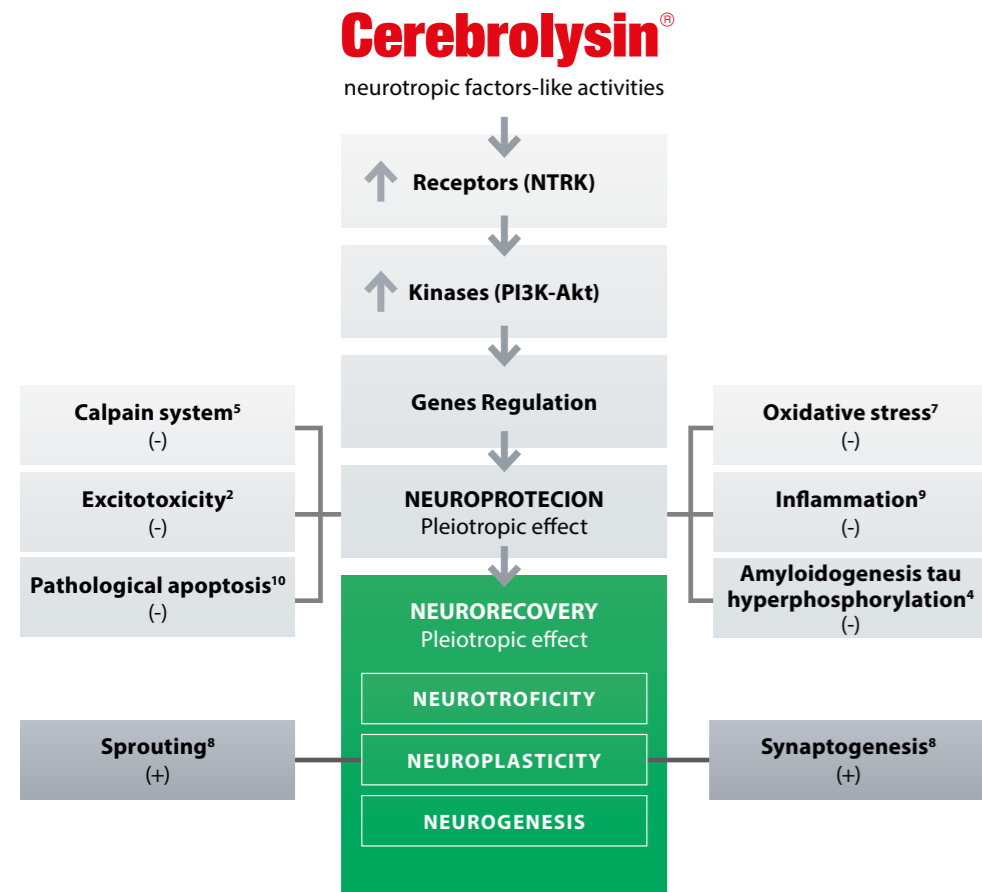 Cerebrolysin®
neurotropic factors-like activities
Receptors (NTRK)
Kinases (PI3K-Akt)
Genes Regulation
Calpain system⁵
(-)
Excitotoxicity²
(-)
Pathological apoptosis¹⁰
(-)
NEUROPROTECION
Pleiotropic effect
Oxidative stress⁷
(-)
Inflammation⁹
(-)
Amyloidogenesis tau
hyperphosphorylation⁴
(-)
NEURORECOVERY
Pleiotropic effect
NEUROTROFICITY
Sprouting⁸
(+)
NEUROPLASTICITY
Synaptogenesis⁸
(+)
NEUROGENESIS